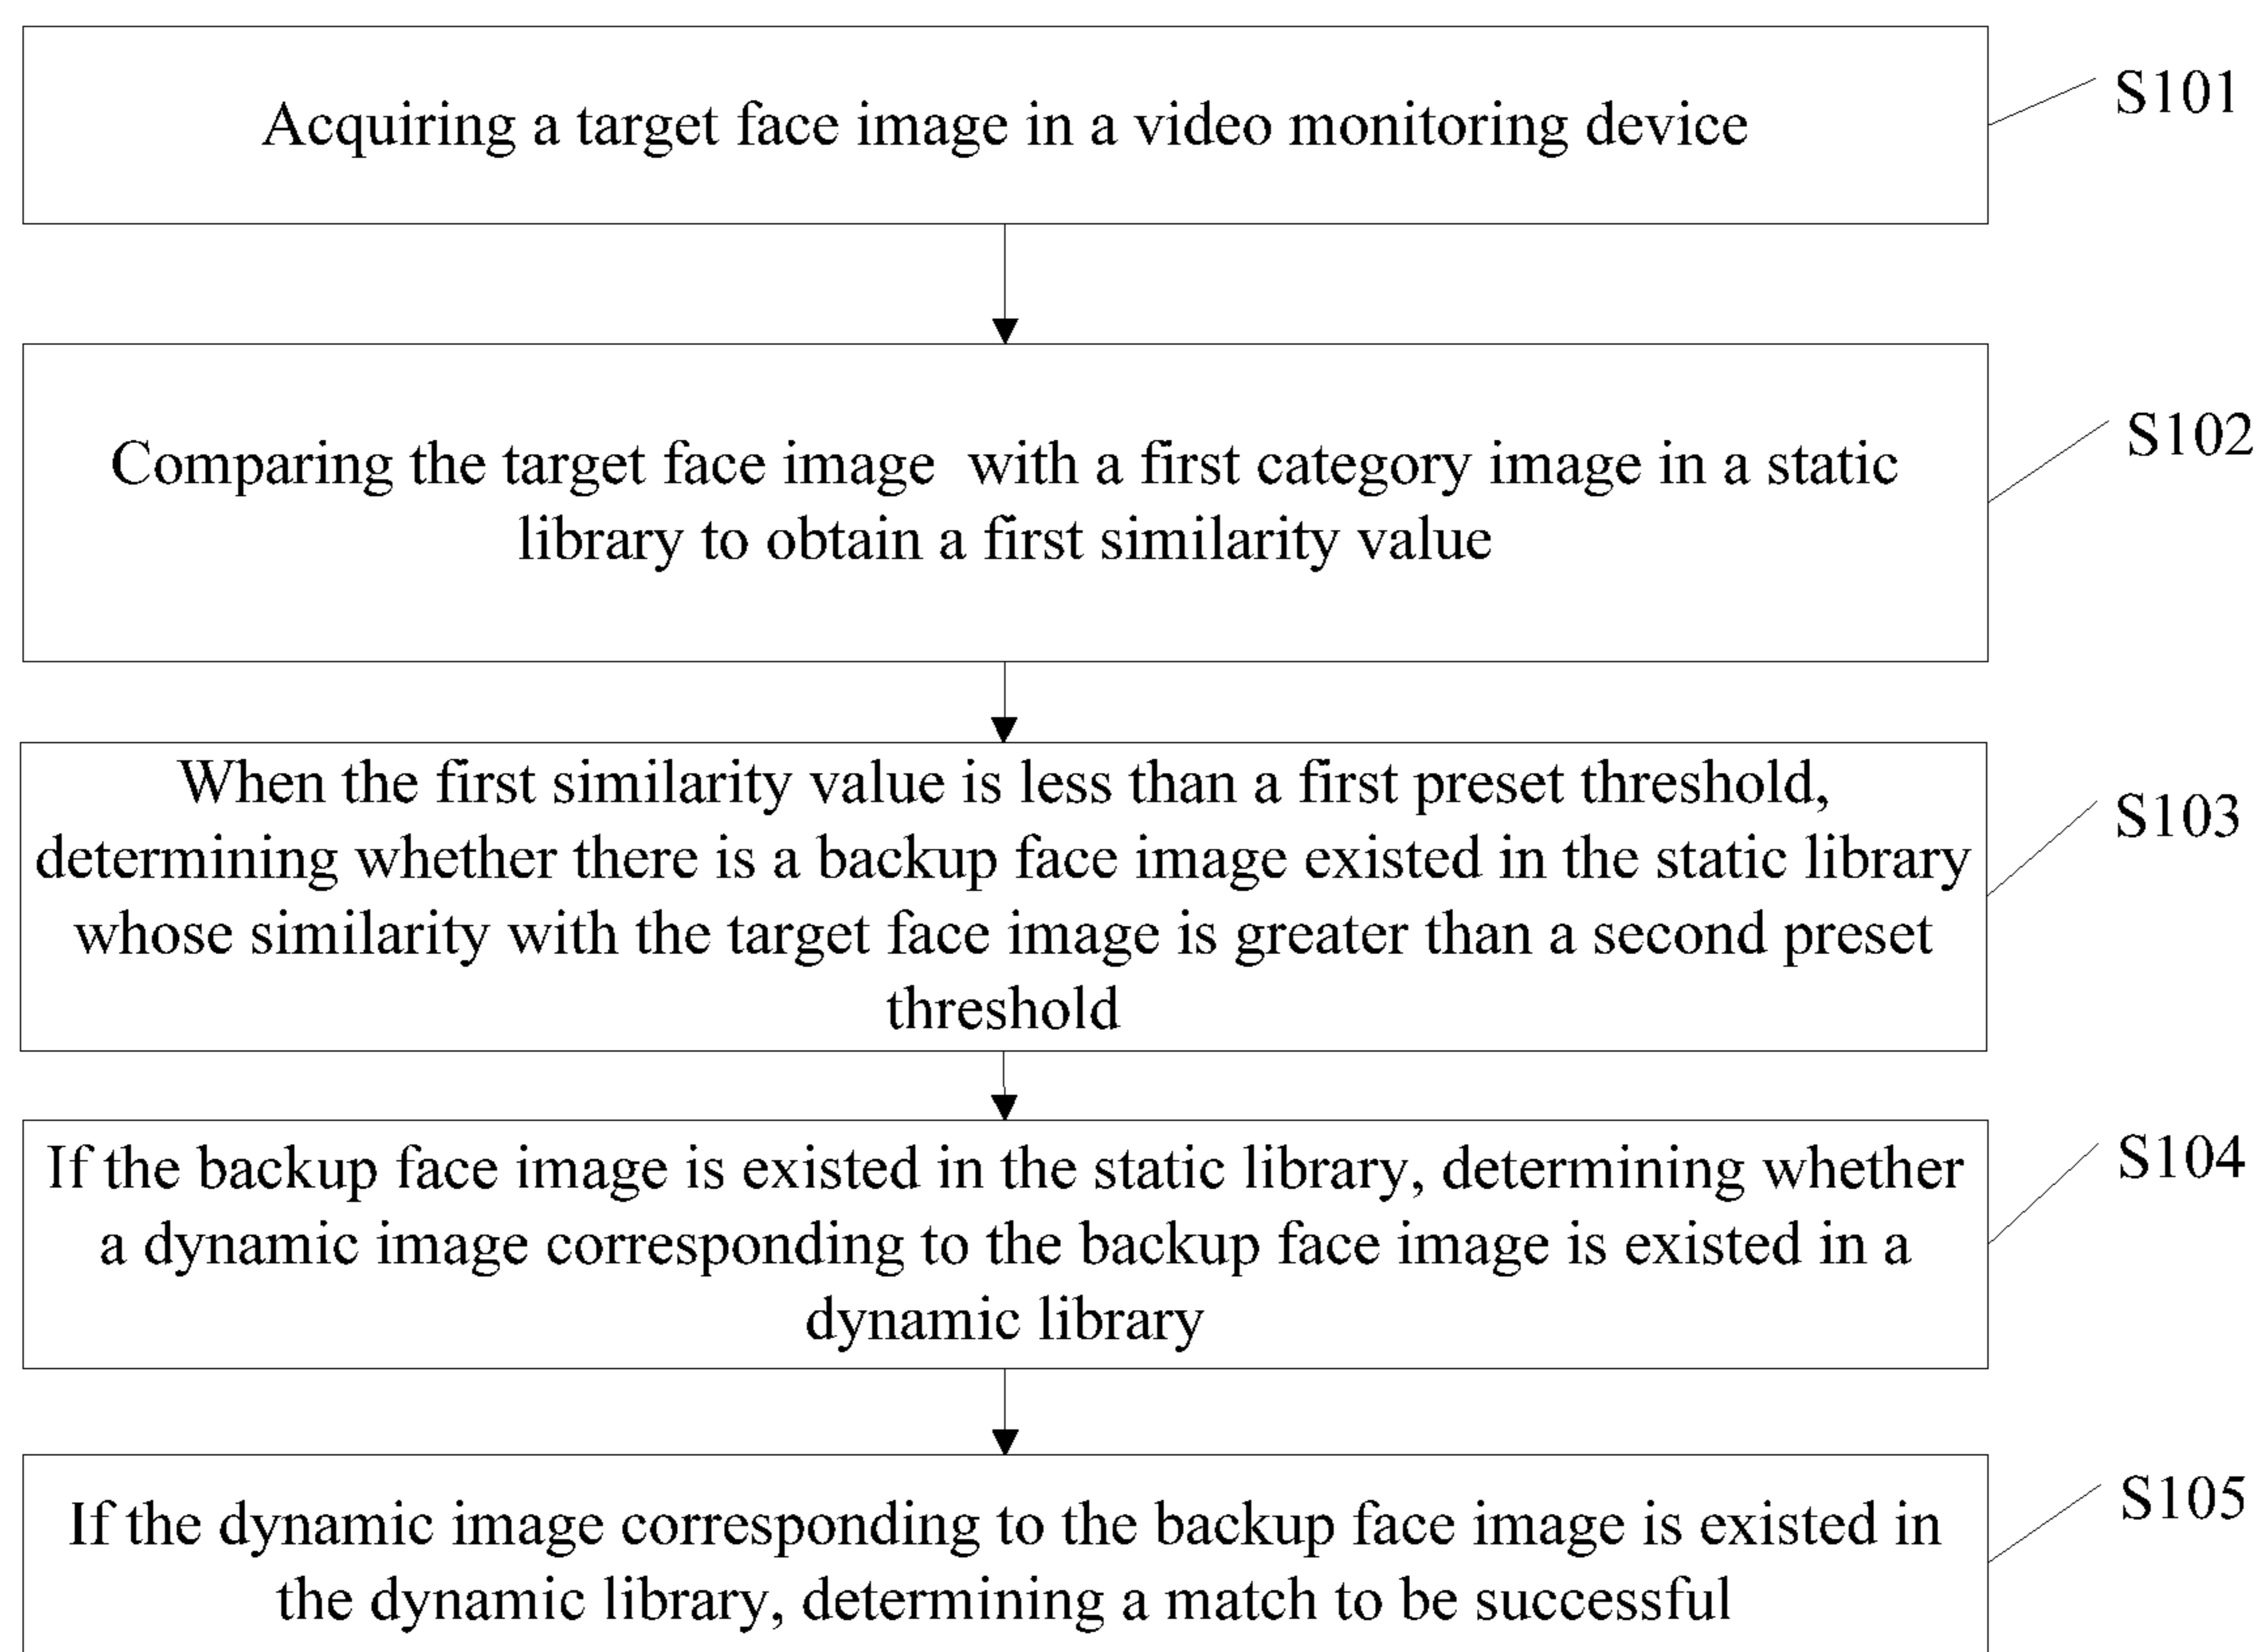 Acquiring a target face image in a video monitoring device
S101
Comparing the target face image with a first category image in a static
library to obtain a first similarity value
S102
When the first similarity value is less than a first preset threshold,
determining whether there is a backup face image existed in the static library
whose similarity with the target face image is greater than a second preset
threshold
S103
If the backup face image is existed in the static library, determining whether
a dynamic image corresponding to the backup face image is existed in a
dynamic library
S104
If the dynamic image corresponding to the backup face image is existed in
the dynamic library, determining a match to be successful
S105